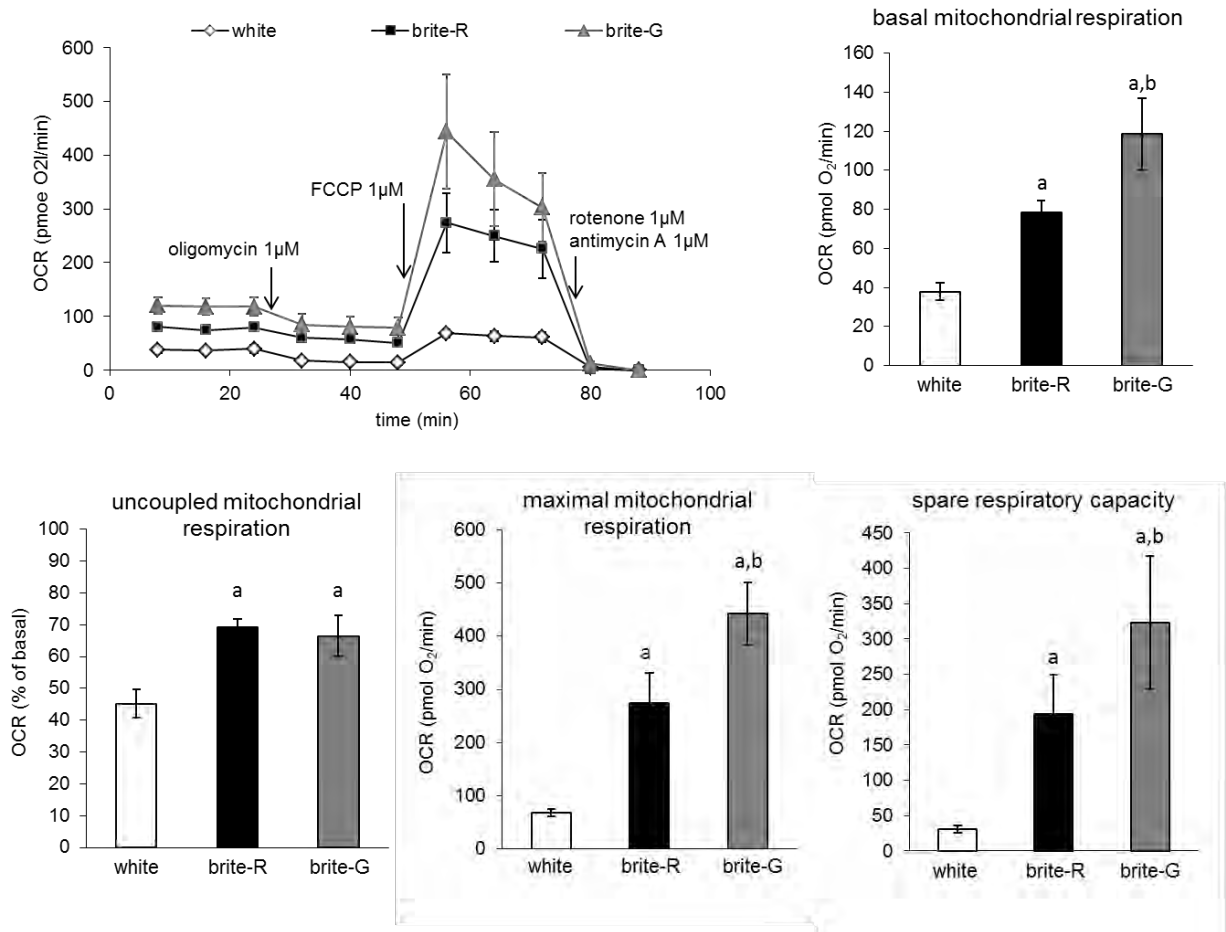 white brite-R brite-G
600
500
400
300
200
100
0
OCR (pmoe O2l/min)
oligomycin 1µM
FCCP 1µM
rotenone 1µM
antimycin A 1µM
0 20 40 60 80 100
time (min)
basal mitochondrial respiration
160
140
120
100
80
60
40
20
0
OCR (pmol O₂/min)
a
a,b
white brite-R brite-G
uncoupled mitochondrial
respiration
100
90
80
70
60
50
40
30
20
10
0
OCR (% of basal)
a
a
white brite-R brite-G
maximal mitochondrial
respiration
600
500
400
300
200
100
0
OCR (pmol O₂/min)
a
a,b
white brite-R brite-G
spare respiratory capacity
450
400
350
300
250
200
150
100
50
0
OCR (pmol O₂/min)
a
a,b
white brite-R brite-G